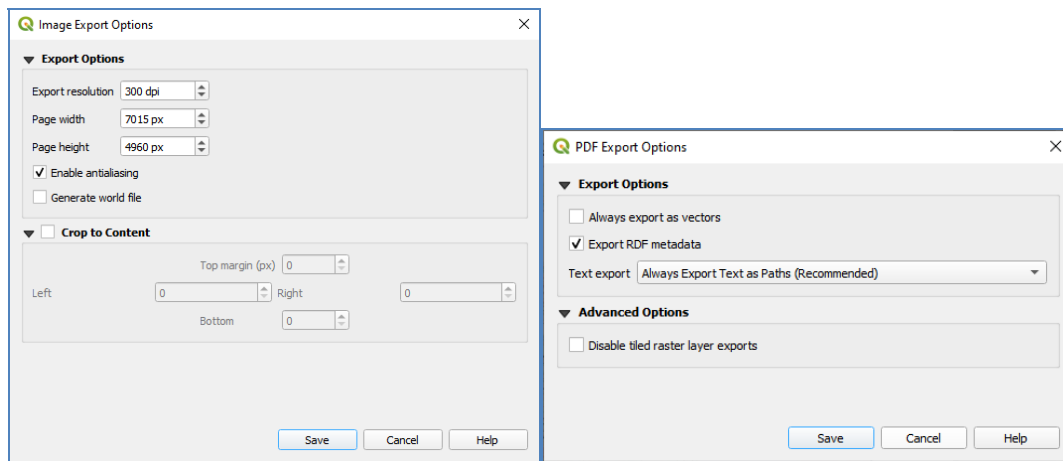 Image Export Options
Export Options
Export resolution 300 dpi
Page width 7015 px
Page height 4960 px
Enable antialiasing
Generate world file
Crop to Content
Top margin (px) 0
Left 0 Right 0
Bottom 0
Save Cancel Help
PDF Export Options
Export Options
Always export as vectors
Export RDF metadata
Text export Always Export Text as Paths (Recommended)
Advanced Options
Disable tiled raster layer exports
Save Cancel Help